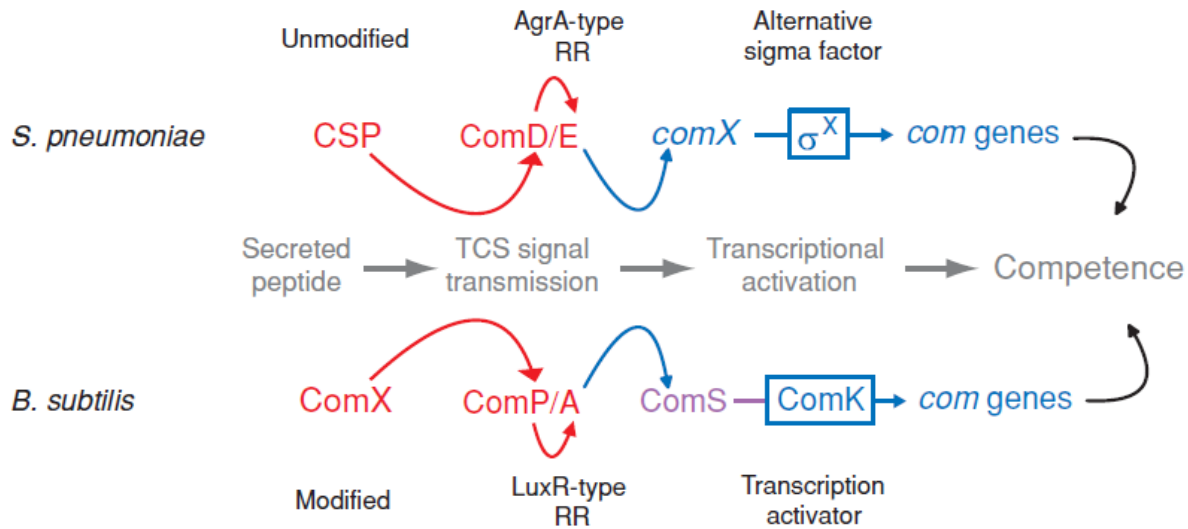 Unmodified
AgrA-type
RR
Alternative
sigma factor
S. pneumoniae
CSP
ComD/E
comX
σX
com genes
Secreted
peptide
TCS signal
transmission
Transcriptional
activation
Competence
B. subtilis
ComX
ComP/A
ComS
ComK
com genes
Modified
LuxR-type
RR
Transcription
activator